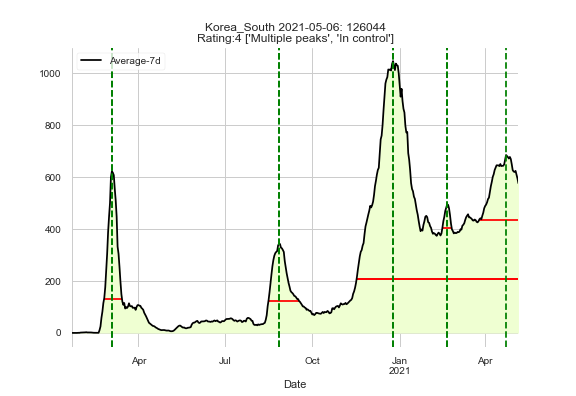 Korea_South 2021-05-06: 126044
Rating:4 ['Multiple peaks', 'In control']
Average-7d
1000
800
600
400
200
0
Apr
Jul
Oct
Jan
2021
Apr
Date